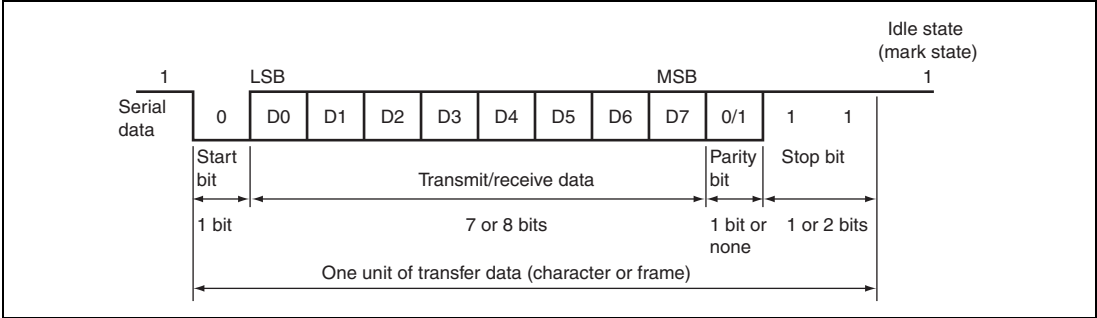 Idle state
(mark state)
1 LSB MSB 1
Serial
data
0 D0 D1 D2 D3 D4 D5 D6 D7 0/1 1 1
Start
bit
Transmit/receive data
Parity
bit
Stop bit
1 bit
7 or 8 bits
1 bit or
none
1 or 2 bits
One unit of transfer data (character or frame)